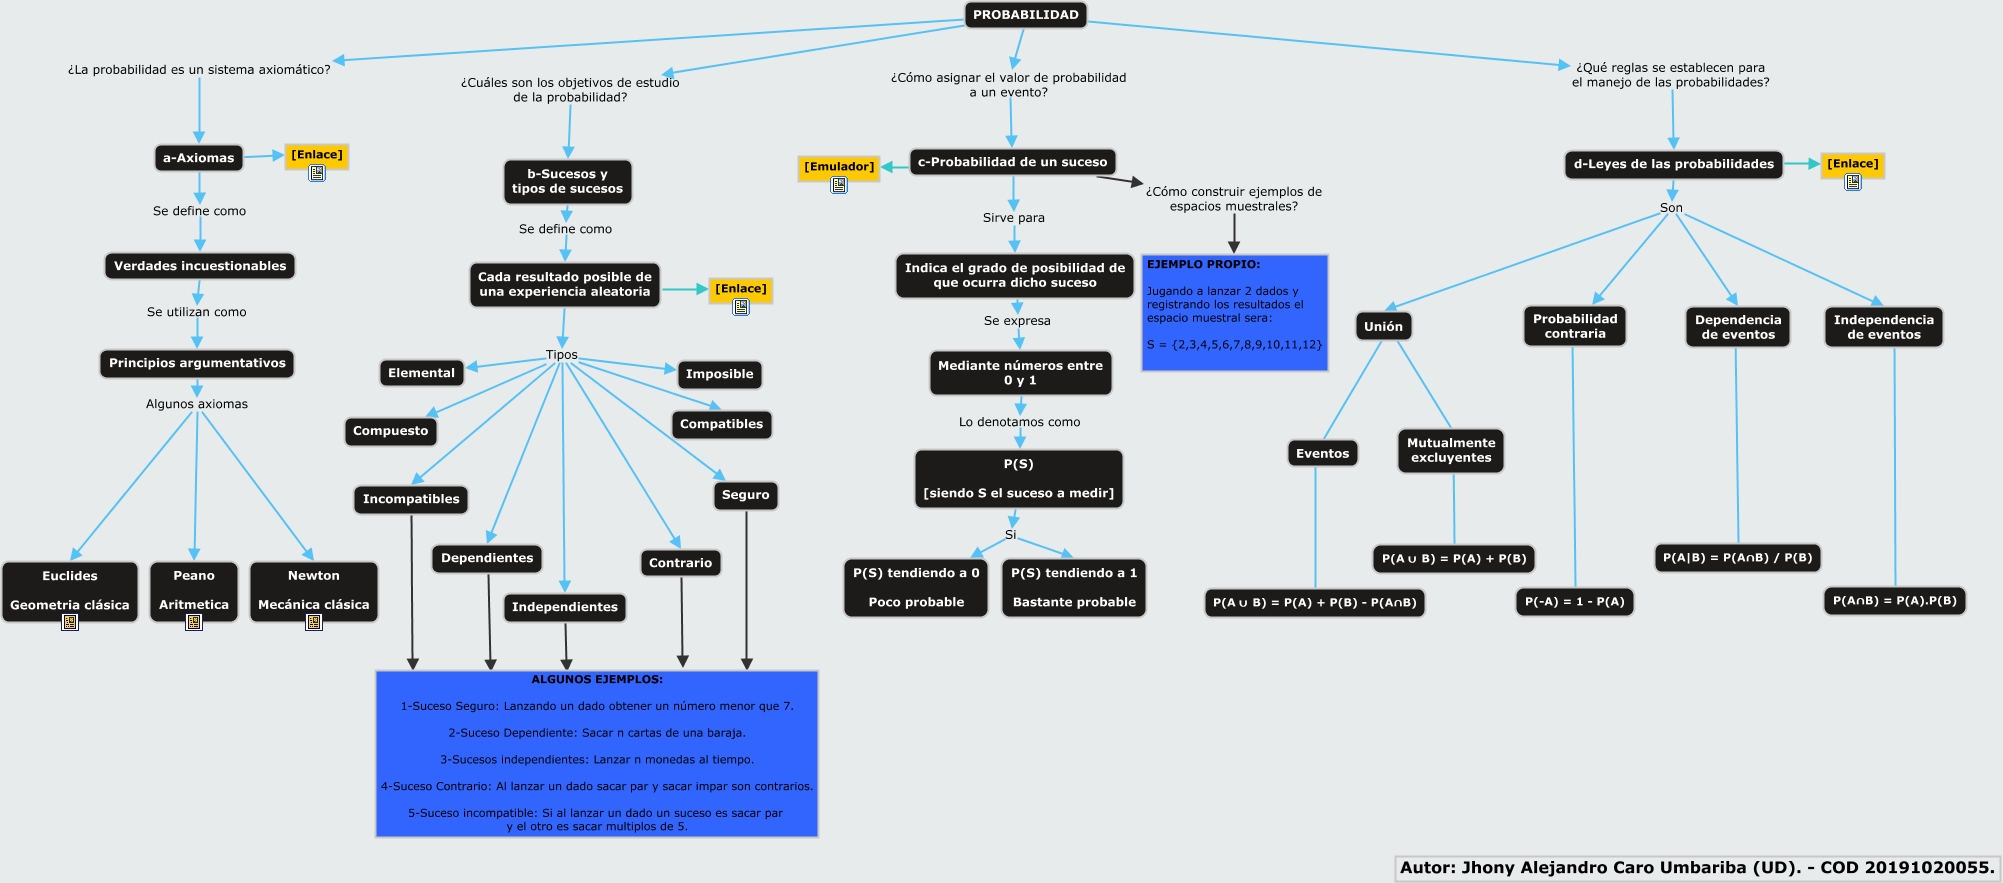 PROBABILIDAD
¿La probabilidad es un sistema axiomático?
a-Axiomas
[Enlace]
Se define como
Verdades incuestionables
Se utilizan como
Principios argumentativos
Algunos axiomas
Euclides
Geometria clásica
Peano
Aritmetica
Newton
Mecánica clásica
¿Cuáles son los objetivos de estudio
de la probabilidad?
b-Sucesos y
tipos de sucesos
Se define como
Cada resultado posible de
una experiencia aleatoria
[Enlace]
Tipos
Elemental
Imposible
Compuesto
Compatibles
Incompatibles
Seguro
Dependientes
Contrario
Independientes
ALGUNOS EJEMPLOS:
1-Suceso Seguro: Lanzando un dado obtener un número menor que 7.
2-Suceso Dependiente: Sacar n cartas de una baraja.
3-Sucesos independientes: Lanzar n monedas al tiempo.
4-Suceso Contrario: Al lanzar un dado sacar par y sacar impar son contrarios.
5-Suceso incompatible: Si al lanzar un dado un suceso es sacar par
y el otro es sacar multiplos de 5.
¿Cómo asignar el valor de probabilidad
a un evento?
[Emulador]
c-Probabilidad de un suceso
Sirve para
Indica el grado de posibilidad de
que ocurra dicho suceso
Se expresa
Mediante números entre
0 y 1
Lo denotamos como
P(S)
[siendo S el suceso a medir]
Si
P(S) tendiendo a 0
Poco probable
P(S) tendiendo a 1
Bastante probable
¿Cómo construir ejemplos de
espacios muestrales?
EJEMPLO PROPIO:
Jugando a lanzar 2 dados y
registrando los resultados el
espacio muestral sera:
S = {2,3,4,5,6,7,8,9,10,11,12}
¿Qué reglas se establecen para
el manejo de las probabilidades?
d-Leyes de las probabilidades
[Enlace]
Son
Unión
Probabilidad
contraria
Dependencia
de eventos
Independencia
de eventos
Eventos
Mutualmente
excluyentes
P(A ∪ B) = P(A) + P(B)
P(A|B) = P(A∩B) / P(B)
P(A ∪ B) = P(A) + P(B) - P(A∩B)
P(-A) = 1 - P(A)
P(A∩B) = P(A).P(B)
Autor: Jhony Alejandro Caro Umbariba (UD). - COD 20191020055.